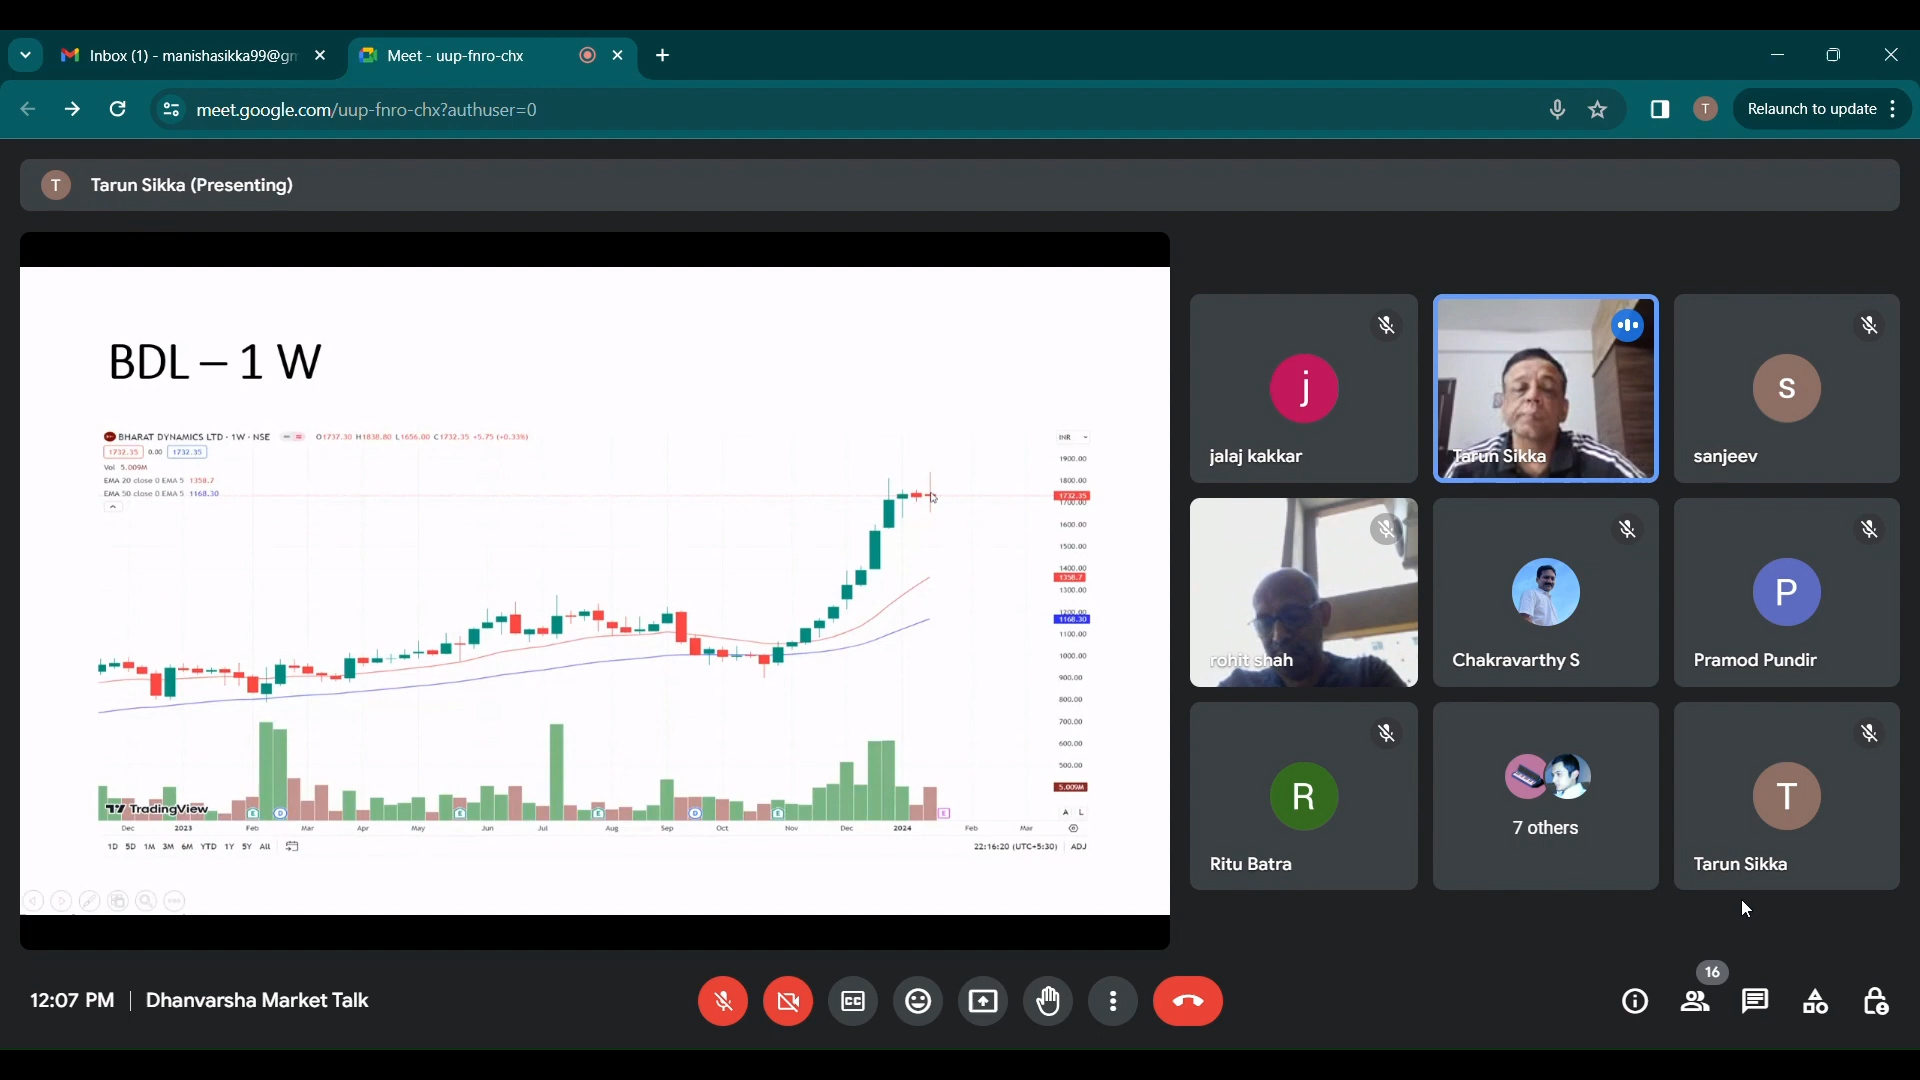 Inbox (1) - manishasikka99@gm
Meet - uup-fnro-chx
meet.google.com/uup-fnro-chx?authuser=0
T
Relaunch to update
T
Tarun Sikka (Presenting)
BDL – 1 W
BHARAT DYNAMICS LTD · 1W · NSE
O1737.30 H1838.80 L1656.00 C1732.35 +5.75 (+0.33%)
INR
1732.35 0.00 1732.35
Vol 5.009M
EMA 20 close 0 EMA 5 1358.7
EMA 50 close 0 EMA 5 1168.30
1900.00
1800.00
1732.35
1700.00
1600.00
1500.00
1400.00
1358.7
1300.00
1200.00
1168.30
1100.00
1000.00
900.00
800.00
700.00
600.00
500.00
5.009M
TradingView
E D E E D E E
A L
Dec 2023 Feb Mar Apr May Jun Jul Aug Sep Oct Nov Dec 2024 Feb Mar
1D 5D 1M 3M 6M YTD 1Y 5Y All
22:16:20 (UTC+5:30) ADJ
j
jalaj kakkar
Tarun Sikka
s
sanjeev
rohit shah
Chakravarthy S
P
Pramod Pundir
R
Ritu Batra
7 others
T
Tarun Sikka
12:07 PM | Dhanvarsha Market Talk
CC
16